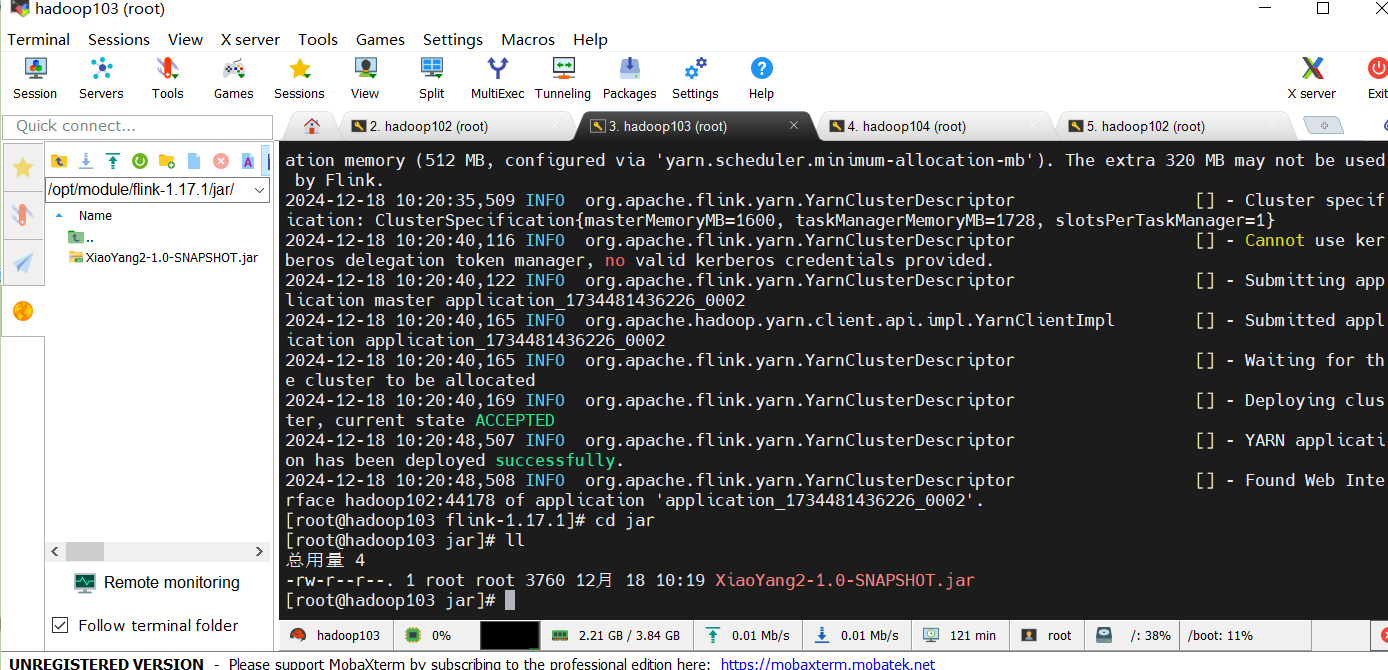 hadoop103 (root)
Terminal Sessions View X server Tools Games Settings Macros Help
Session Servers Tools Games Sessions View Split MultiExec Tunneling Packages Settings Help X server Exit
Quick connect...
2. hadoop102 (root) 3. hadoop103 (root) 4. hadoop104 (root) 5. hadoop102 (root)
/opt/module/flink-1.17.1/jar/
Name
..
XiaoYang2-1.0-SNAPSHOT.jar
Remote monitoring
Follow terminal folder
ation memory (512 MB, configured via 'yarn.scheduler.minimum-allocation-mb'). The extra 320 MB may not be used
by Flink.
2024-12-18 10:20:35,509 INFO org.apache.flink.yarn.YarnClusterDescriptor [] - Cluster specif
ication: ClusterSpecification{masterMemoryMB=1600, taskManagerMemoryMB=1728, slotsPerTaskManager=1}
2024-12-18 10:20:40,116 INFO org.apache.flink.yarn.YarnClusterDescriptor [] - Cannot use ker
beros delegation token manager, no valid kerberos credentials provided.
2024-12-18 10:20:40,122 INFO org.apache.flink.yarn.YarnClusterDescriptor [] - Submitting app
lication master application_1734481436226_0002
2024-12-18 10:20:40,165 INFO org.apache.hadoop.yarn.client.api.impl.YarnClientImpl [] - Submitted appl
ication application_1734481436226_0002
2024-12-18 10:20:40,165 INFO org.apache.flink.yarn.YarnClusterDescriptor [] - Waiting for th
e cluster to be allocated
2024-12-18 10:20:40,169 INFO org.apache.flink.yarn.YarnClusterDescriptor [] - Deploying clus
ter, current state ACCEPTED
2024-12-18 10:20:48,507 INFO org.apache.flink.yarn.YarnClusterDescriptor [] - YARN applicati
on has been deployed successfully.
2024-12-18 10:20:48,508 INFO org.apache.flink.yarn.YarnClusterDescriptor [] - Found Web Inte
rface hadoop102:44178 of application 'application_1734481436226_0002'.
[root@hadoop103 flink-1.17.1]# cd jar
[root@hadoop103 jar]# ll
总用量 4
-rw-r--r--. 1 root root 3760 12月 18 10:19 XiaoYang2-1.0-SNAPSHOT.jar
[root@hadoop103 jar]#
hadoop103 0% 2.21 GB / 3.84 GB 0.01 Mb/s 0.01 Mb/s 121 min root /: 38% /boot: 11%
UNREGISTERED VERSION - Please support MobaXterm by subscribing to the professional edition here: https://mobaxterm.mobatek.net